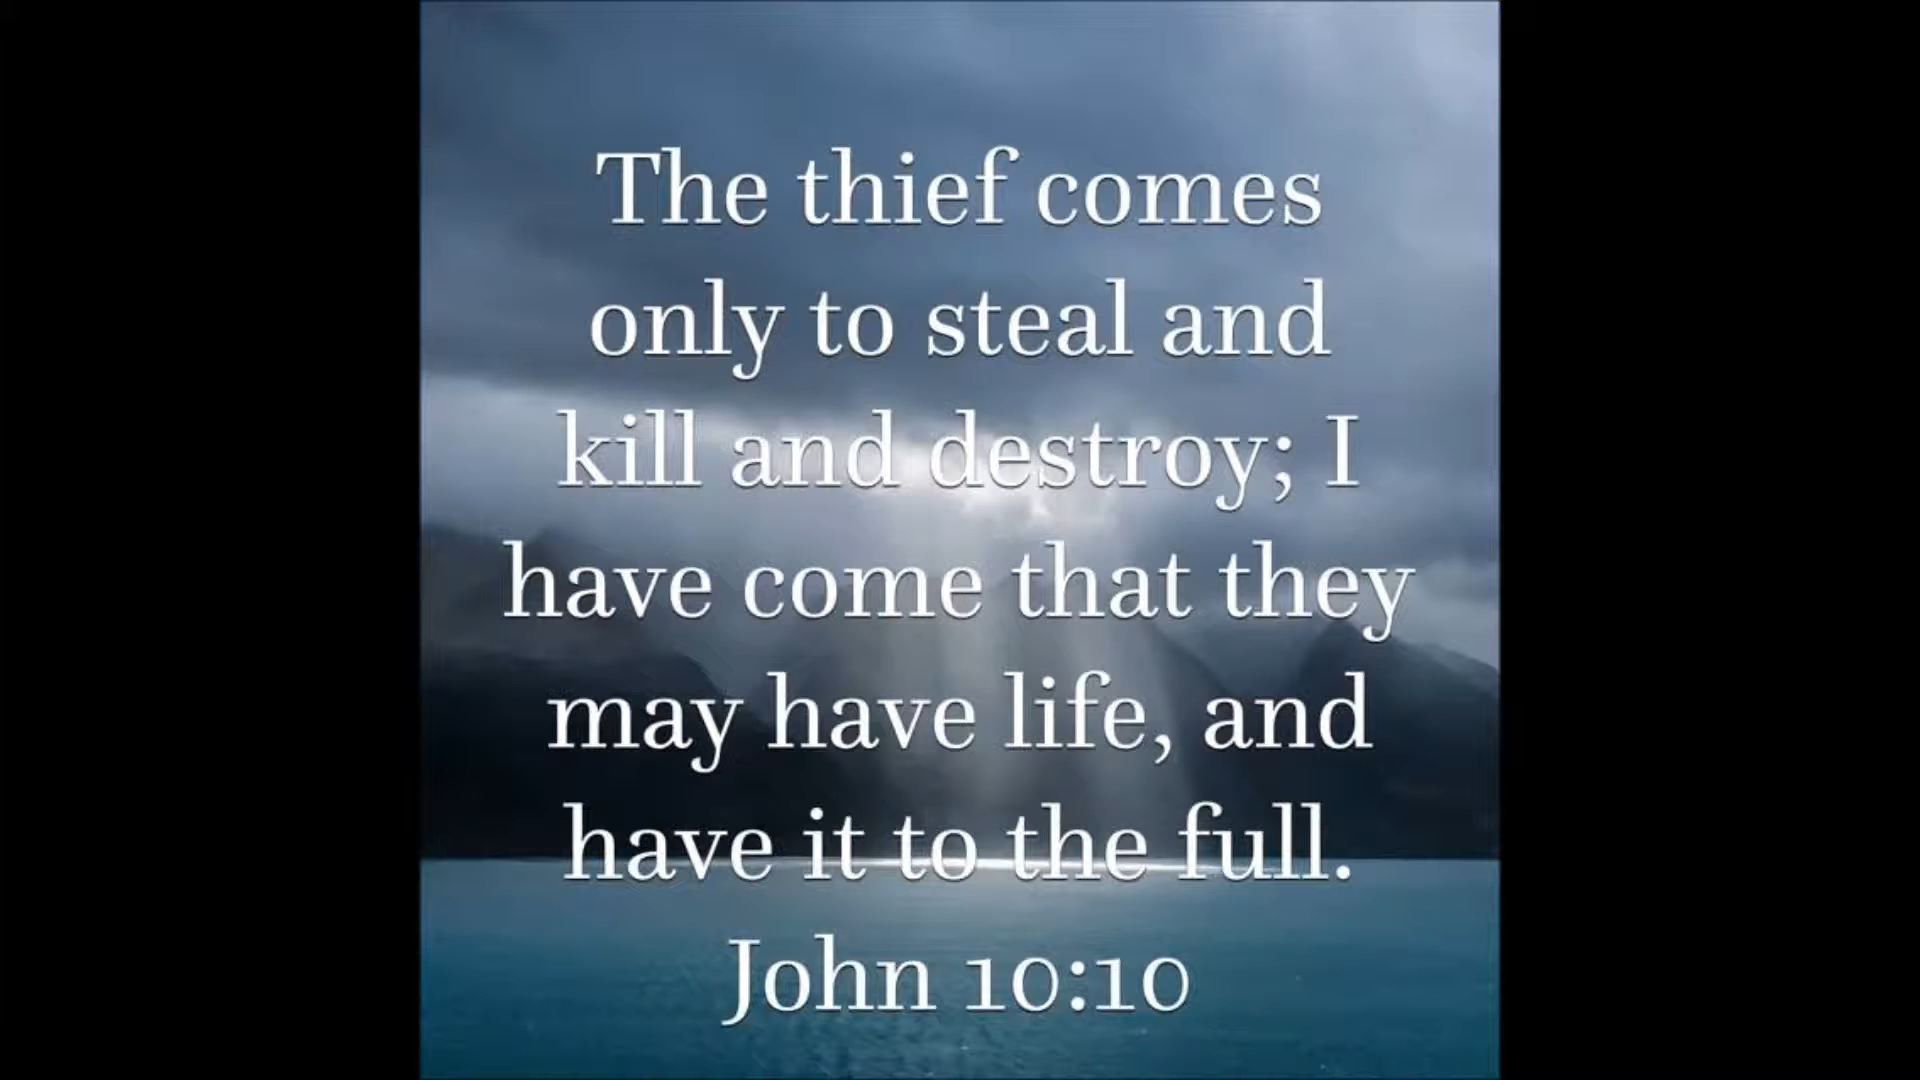 The thief comes
only to steal and
kill and destroy; I
have come that they
may have life, and
have it to the full.
John 10:10